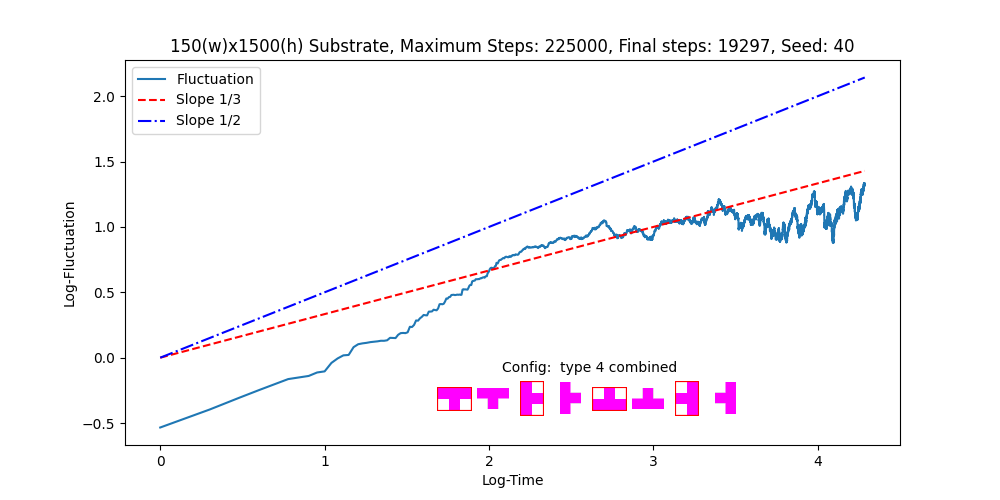 150(w)x1500(h) Substrate, Maximum Steps: 225000, Final steps: 19297, Seed: 40
Fluctuation
Slope 1/3
Slope 1/2
2.0
1.5
1.0
0.5
0.0
−0.5
Log-Fluctuation
Config:  type 4 combined
0 1 2 3 4
Log-Time